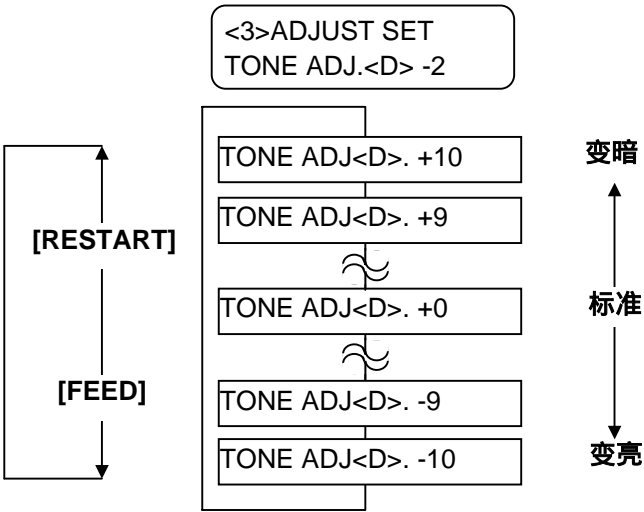 <3>ADJUST SET
TONE ADJ.<D> -2
TONE ADJ<D>. +10
变暗
TONE ADJ<D>. +9
[RESTART]
TONE ADJ<D>. +0
标准
[FEED]
TONE ADJ<D>. -9
TONE ADJ<D>. -10
变亮